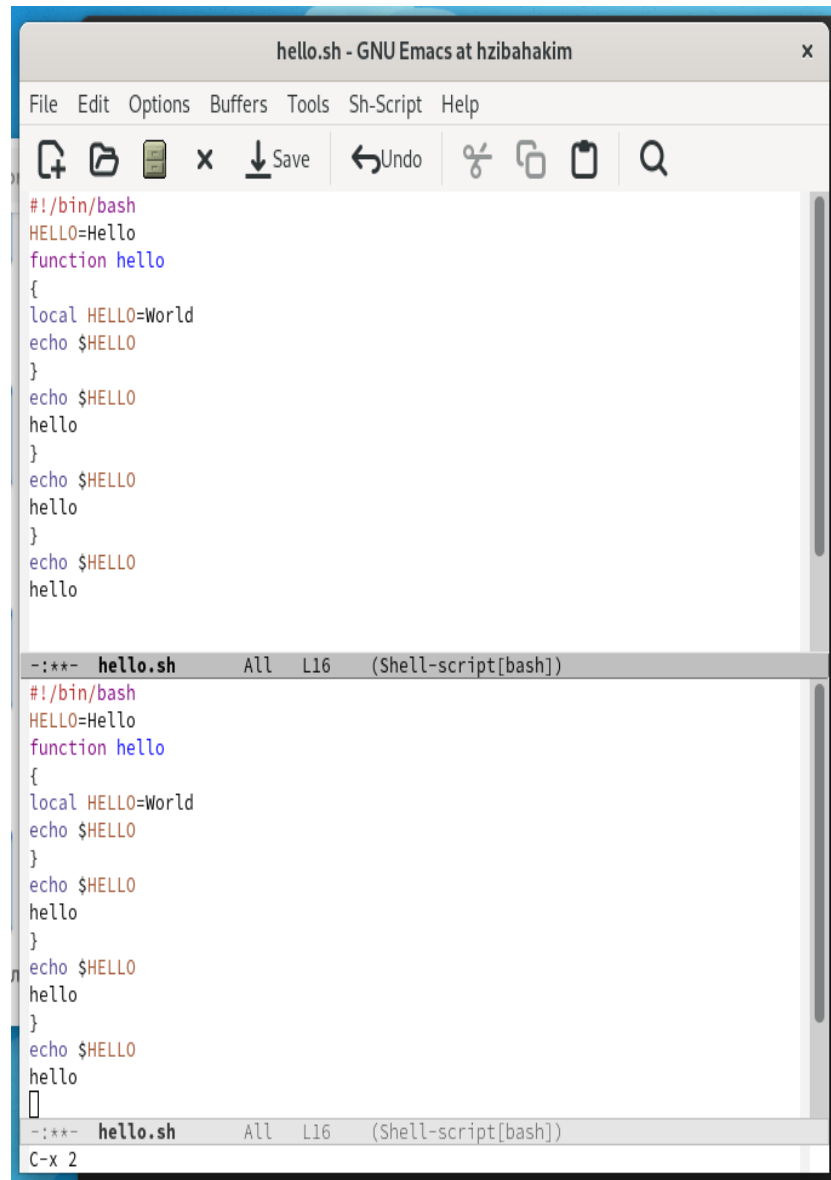 hello.sh - GNU Emacs at hzibahakim ×
File Edit Options Buffers Tools Sh-Script Help
Save Undo
#!/bin/bash
HELLO=Hello
function hello
{
local HELLO=World
echo $HELLO
}
echo $HELLO
hello
}
echo $HELLO
hello
}
echo $HELLO
hello
-:**- hello.sh All L16 (Shell-script[bash])
#!/bin/bash
HELLO=Hello
function hello
{
local HELLO=World
echo $HELLO
}
echo $HELLO
hello
}
echo $HELLO
hello
}
echo $HELLO
hello
-:**- hello.sh All L16 (Shell-script[bash])
C-x 2